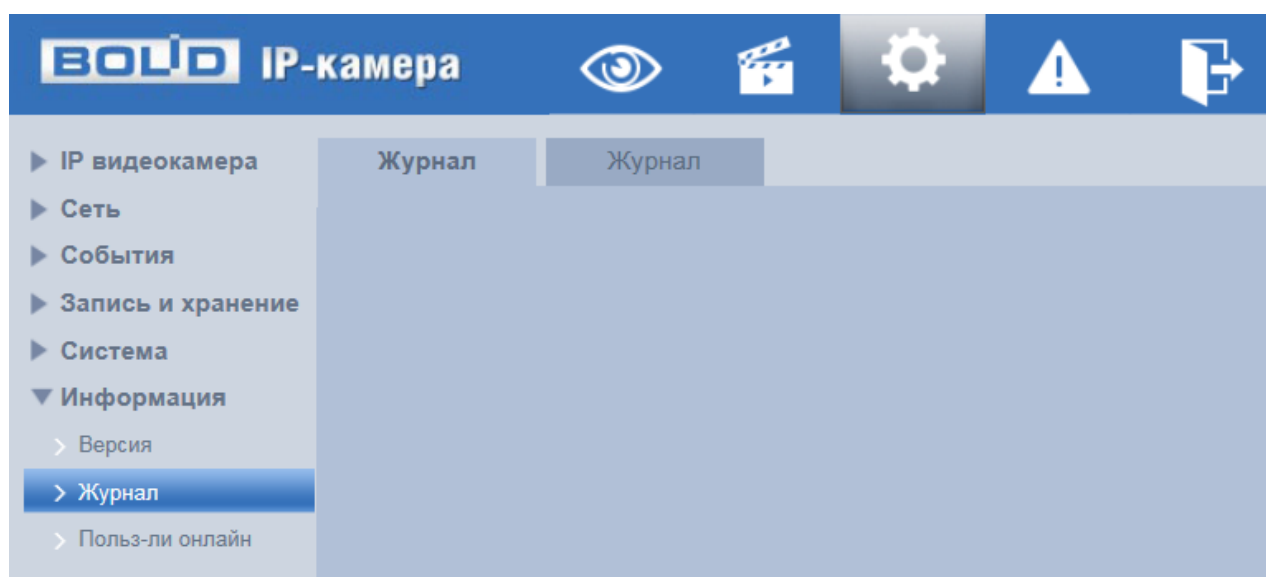 BOLID IP-камера
IP видеокамера
Сеть
События
Запись и хранение
Система
Информация
Версия
Журнал
Польз-ли онлайн
Журнал
Журнал